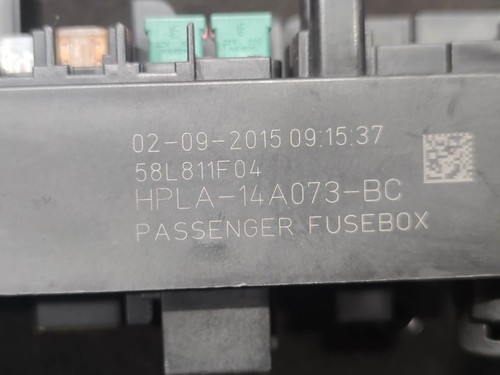 02-09-2015 09:15:37
58L811F04
HPLA-14A073-BC
PASSENGER FUSEBOX